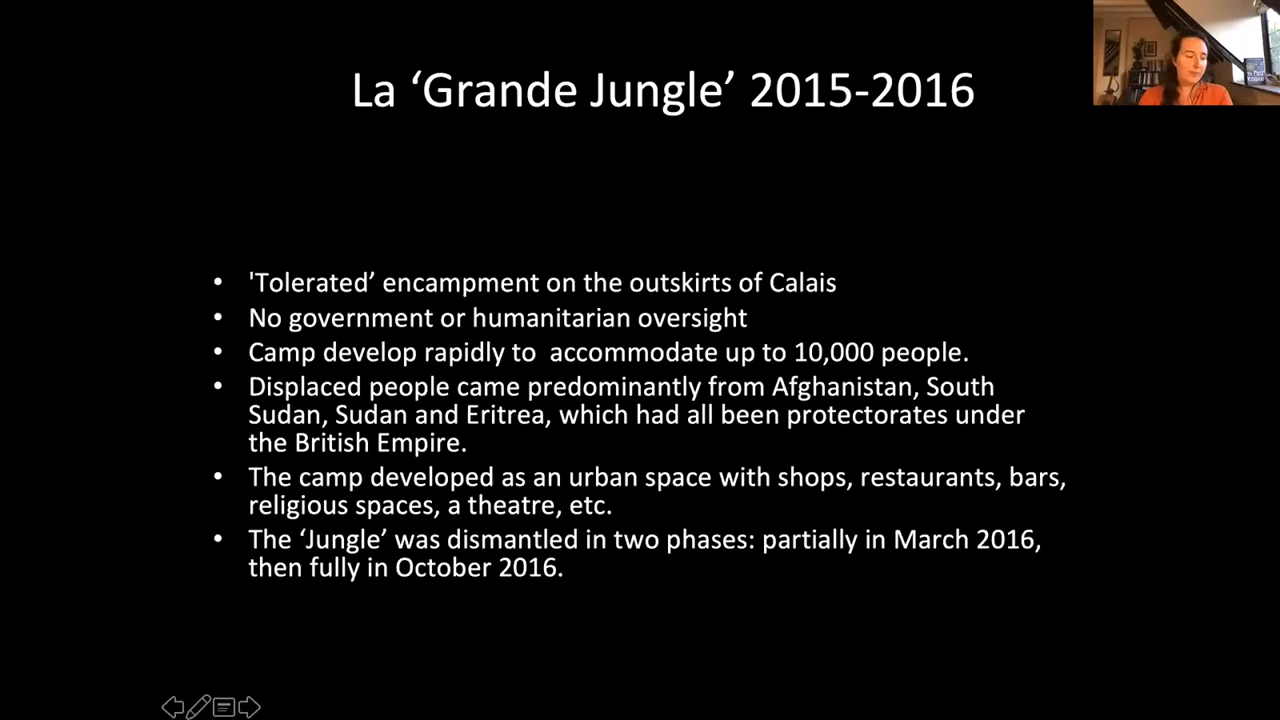 La ‘Grande Jungle’ 2015-2016
• 'Tolerated’ encampment on the outskirts of Calais
• No government or humanitarian oversight
• Camp develop rapidly to  accommodate up to 10,000 people.
• Displaced people came predominantly from Afghanistan, South
Sudan, Sudan and Eritrea, which had all been protectorates under
the British Empire.
• The camp developed as an urban space with shops, restaurants, bars,
religious spaces, a theatre, etc.
• The ‘Jungle’ was dismantled in two phases: partially in March 2016,
then fully in October 2016.